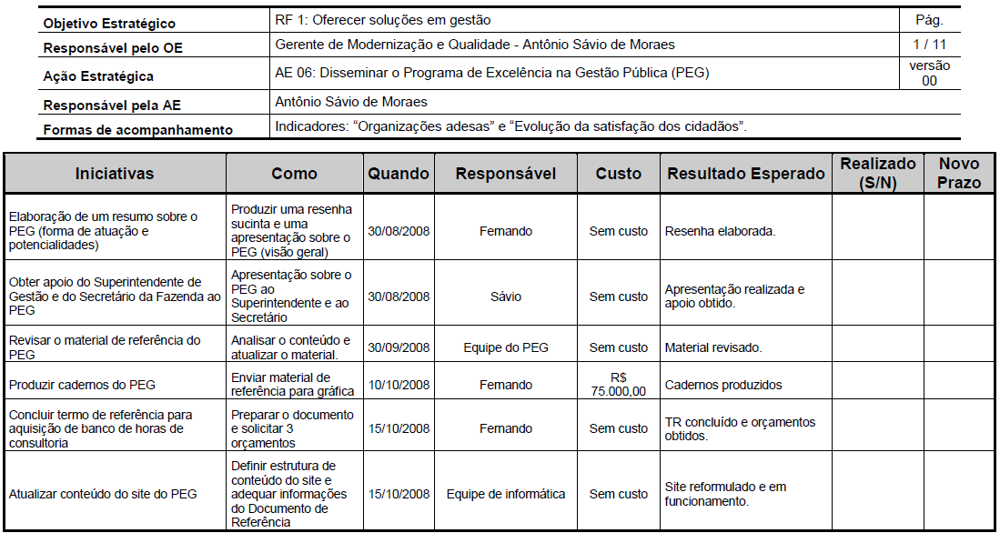 Objetivo Estratégico
RF 1: Oferecer soluções em gestão
Pág.
Responsável pelo OE
Gerente de Modernização e Qualidade - Antônio Sávio de Moraes
1 / 11
Ação Estratégica
AE 06: Disseminar o Programa de Excelência na Gestão Pública (PEG)
versão
00
Responsável pela AE
Antônio Sávio de Moraes
Formas de acompanhamento
Indicadores: “Organizações adesas” e “Evolução da satisfação dos cidadãos”.
Iniciativas
Como
Quando
Responsável
Custo
Resultado Esperado
Realizado
(S/N)
Novo
Prazo
Elaboração de um resumo sobre o
PEG (forma de atuação e
potencialidades)
Produzir uma resenha
sucinta e uma
apresentação sobre o
PEG (visão geral)
30/08/2008
Fernando
Sem custo
Resenha elaborada.
Obter apoio do Superintendente de
Gestão e do Secretário da Fazenda ao
PEG
Apresentação sobre o
PEG ao
Superintendente e ao
Secretário
30/08/2008
Sávio
Sem custo
Apresentação realizada e
apoio obtido.
Revisar o material de referência do
PEG
Analisar o conteúdo e
atualizar o material.
30/09/2008
Equipe do PEG
Sem custo
Material revisado.
Produzir cadernos do PEG
Enviar material de
referência para gráfica
10/10/2008
Fernando
R$
75.000,00
Cadernos produzidos
Concluir termo de referência para
aquisição de banco de horas de
consultoria
Preparar o documento
e solicitar 3
orçamentos
15/10/2008
Fernando
Sem custo
TR concluído e orçamentos
obtidos.
Atualizar conteúdo do site do PEG
Definir estrutura de
conteúdo do site e
adequar informações
do Documento de
Referência
15/10/2008
Equipe de informática
Sem custo
Site reformulado e em
funcionamento.